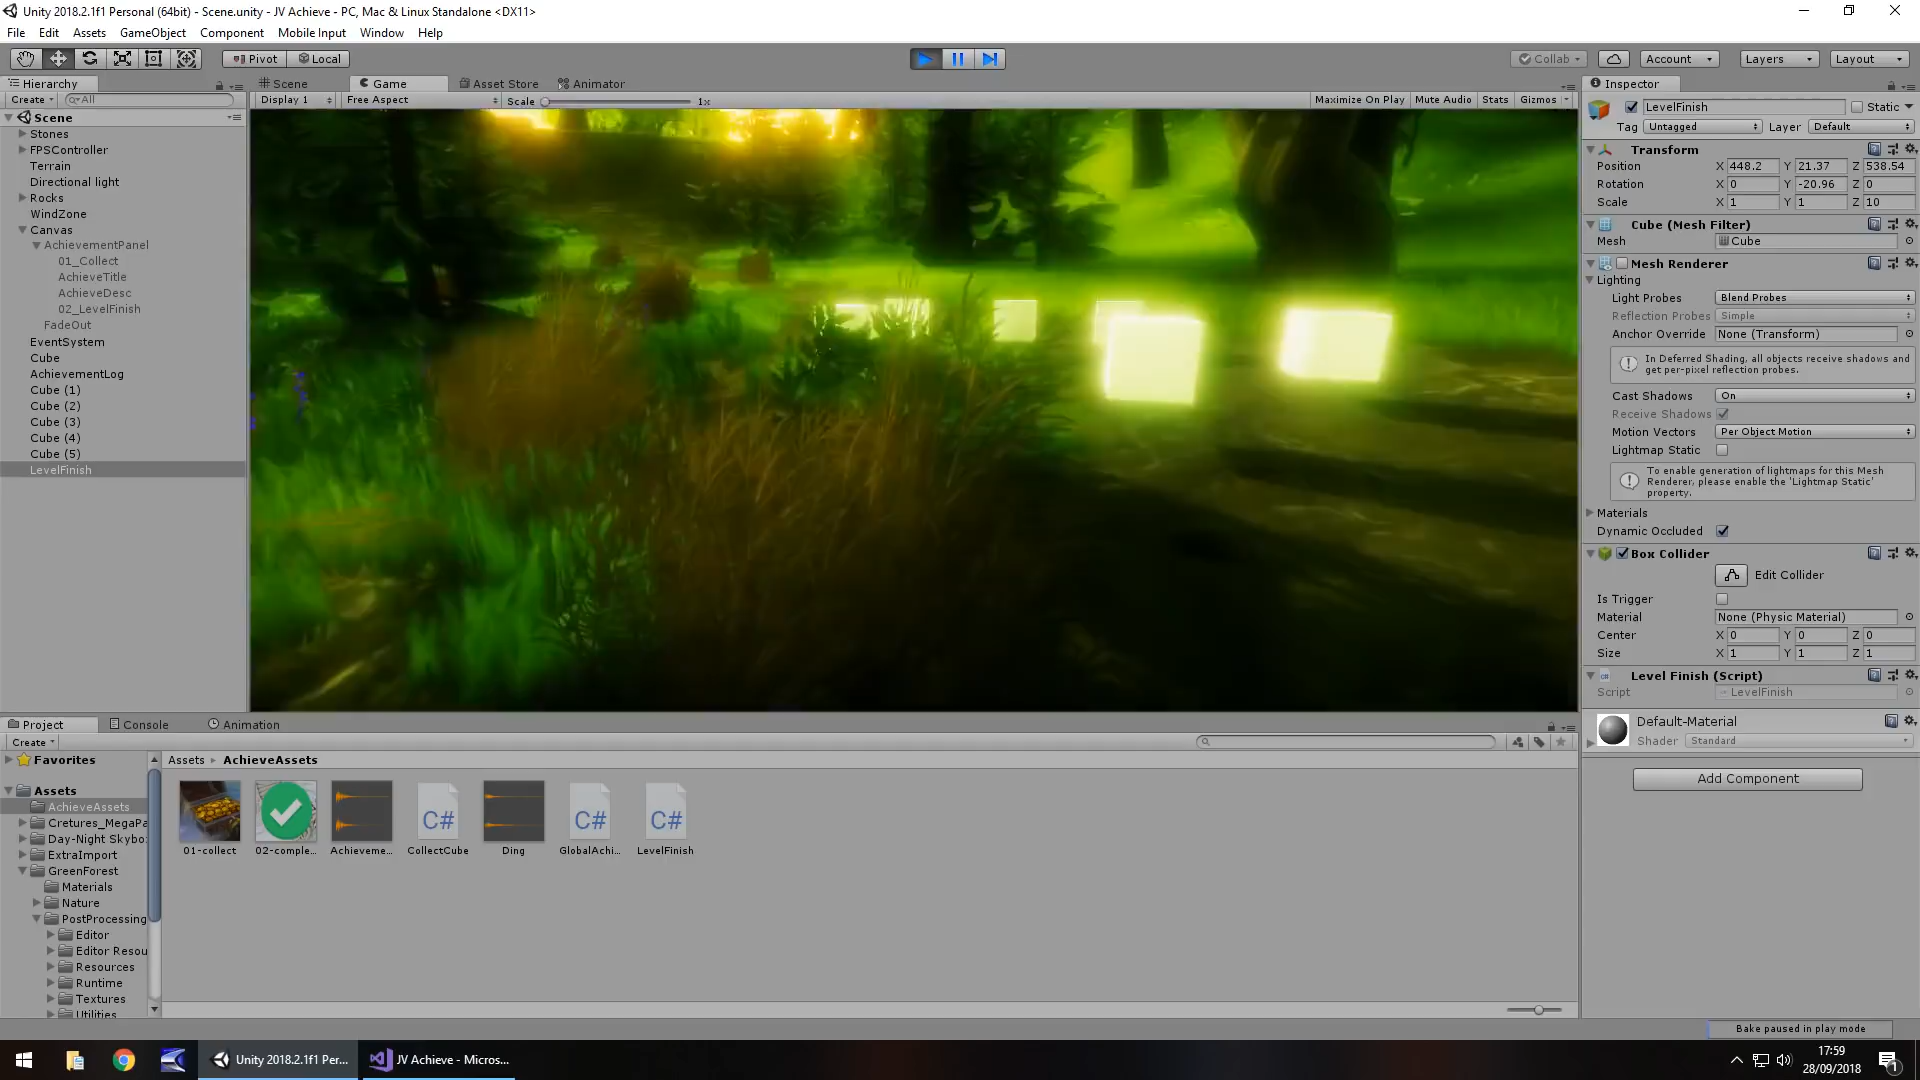 Unity 2018.2.1f1 Personal (64bit) - Scene.unity - JV Achieve - PC, Mac & Linux Standalone <DX11>
File Edit Assets GameObject Component Mobile Input Window Help
Pivot Local Collab Account Layers Layout
Hierarchy Scene Game Asset Store Animator Inspector
Create All Display 1 Free Aspect Scale 1x Maximize On Play Mute Audio Stats Gizmos
LevelFinish Static
Scene
Tag Untagged Layer Default
Stones
FPSController
Terrain
Directional light
Rocks
WindZone
Canvas
AchievementPanel
01_Collect
AchieveTitle
AchieveDesc
02_LevelFinish
FadeOut
EventSystem
Cube
AchievementLog
Cube (1)
Cube (2)
Cube (3)
Cube (4)
Cube (5)
LevelFinish
Transform
Position X 448.2 Y 21.37 Z 538.54
Rotation X 0 Y -20.96 Z 0
Scale X 1 Y 1 Z 10
Cube (Mesh Filter)
Mesh Cube
Mesh Renderer
Lighting
Light Probes Blend Probes
Reflection Probes Simple
Anchor Override None (Transform)
In Deferred Shading, all objects receive shadows and
get per-pixel reflection probes.
Cast Shadows On
Receive Shadows
Motion Vectors Per Object Motion
Lightmap Static
To enable generation of lightmaps for this Mesh
Renderer, please enable the 'Lightmap Static'
property.
Materials
Dynamic Occluded
Box Collider
Edit Collider
Is Trigger
Material None (Physic Material)
Center X 0 Y 0 Z 0
Size X 1 Y 1 Z 1
Level Finish (Script)
Script LevelFinish
Default-Material
Shader Standard
Add Component
Project Console Animation
Create
Favorites
Assets
AchieveAssets
Cretures_MegaPa
Day-Night Skybo
ExtraImport
GreenForest
Materials
Nature
PostProcessing
Editor
Editor Resou
Resources
Runtime
Textures
Utilities
Assets AchieveAssets
C# C# C#
01-collect 02-comple... Achieveme... CollectCube Ding GlobalAchi... LevelFinish
Bake paused in play mode
Unity 2018.2.1f1 Per... JV Achieve - Micros...
17:59
28/09/2018
1